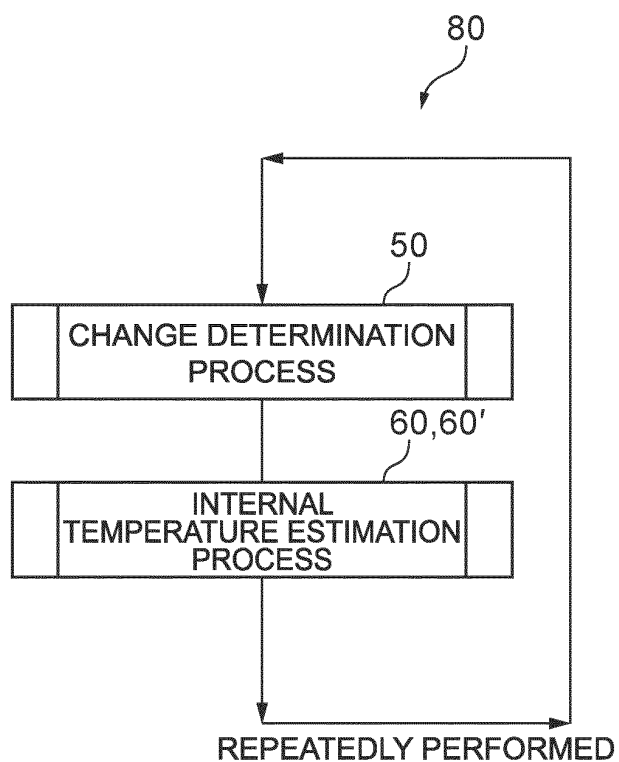 80
50
CHANGE DETERMINATION
PROCESS
60,60′
INTERNAL
TEMPERATURE ESTIMATION
PROCESS
REPEATEDLY PERFORMED